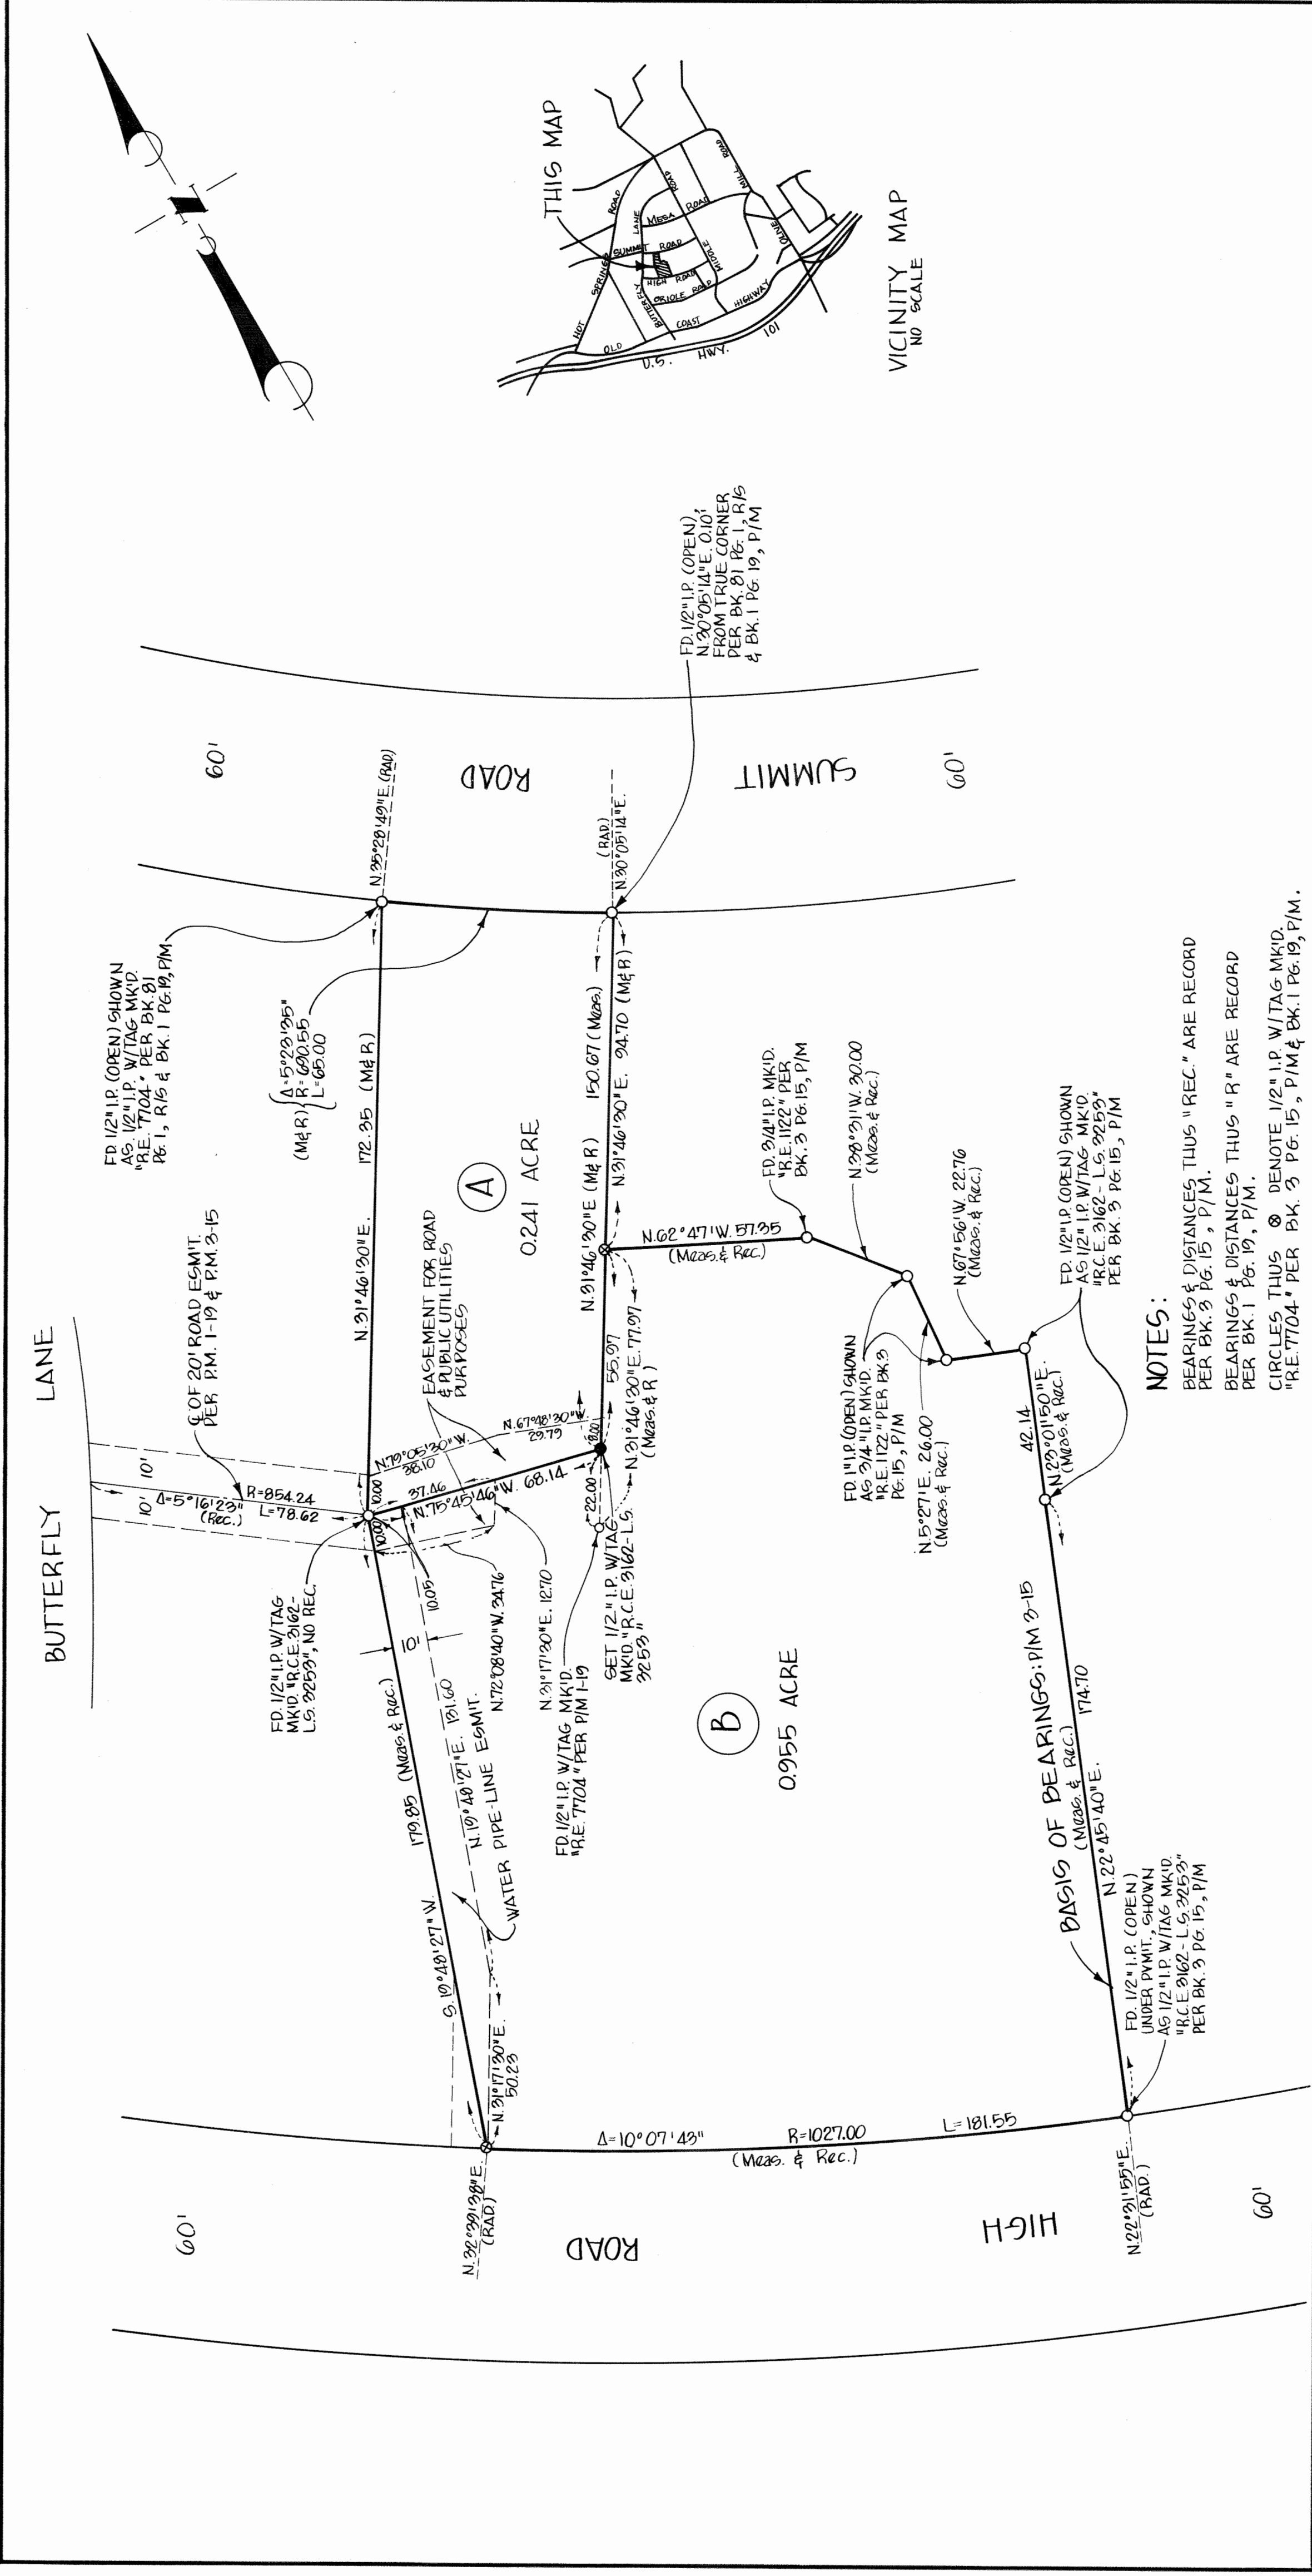 THIS MAP
HOT
SPRINGS
ROAD
SUMMIT ROAD
LANE
MESA ROAD
ROAD
MIDDLE
MILL
ROAD
HIGH ROAD
BUTTERFLY
ORIOLE ROAD
OLIVE
OLD
COAST
HIGHWAY
U.S. HWY. 101
VICINITY MAP
NO SCALE
60'
ROAD
SUMMIT
60'
FD. 1/2" I.P. (OPEN),
N.30°05'14"E. 0.10'
FROM TRUE CORNER
PER BK. 81 PG. 1, R/S
& BK. 1 PG. 19, P/M
N.35°28'49"E. (RAD)
(RAD)
N.30°05'14"E.
FD. 1/2" I.P. (OPEN) SHOWN
AS 1/2" I.P. W/TAG MK'D.
"R.E. 7704" PER BK. 81
PG. 1, R/S & BK. 1 PG. 19, P/M
(M&R)
Δ=5°23'35"
R=690.55
L=65.00
N.31°46'30"E. 172.35 (M&R)
A
0.241 ACRE
N.31°46'30"E (M&R) 150.67 (Meas.)
N.31°46'30"E. 94.70 (M&R)
BUTTERFLY LANE
℄ OF 20' ROAD ESM'T.
PER P.M. 1-19 & P.M. 3-15
10'
10'
Δ=5°16'23"
(Rec.)
R=854.24
L=78.62
EASEMENT FOR ROAD
& PUBLIC UTILITIES
PURPOSES
N.79°05'30"W.
38.10
N.67°48'30"W.
29.79
10.00
10.00
8.00
37.46
N.75°45'46"W. 68.14
55.97
22.00
N.31°46'30"E. 77.97
(Meas. & R)
FD. 1/2" I.P. W/TAG
MK'D. "R.C.E. 3162-
L.S. 3253", NO REC.
10.05
10'
N.72°08'40"W. 34.76
N.31°17'30"E. 12.70
FD. 1/2" I.P. W/TAG MK'D.
"R.E. 7704" PER P/M 1-19
SET 1/2" I.P. W/TAG
MK'D. "R.C.E. 3162-L.S.
3253"
N.62°47'W. 57.35
(Meas. & Rec.)
FD. 3/4" I.P. MK'D.
"R.E. 1122" PER
BK. 3 PG. 15, P/M
N.38°31'W. 30.00
(Meas. & Rec.)
FD. 1" I.P. (OPEN) SHOWN
AS 3/4" I.P. MK'D.
"R.E. 1122" PER BK. 3
PG. 15, P/M
N.5°27'E. 26.00
(Meas. & Rec.)
N.67°56'W. 22.76
(Meas. & Rec.)
FD. 1/2" I.P. (OPEN) SHOWN
AS 1/2" I.P. W/TAG MK'D.
"R.C.E. 3162 - L.S. 3253"
PER BK. 3 PG. 15, P/M
42.14
N.23°01'50"E.
(Meas. & Rec.)
S.19°48'27"W. 179.85 (Meas. & Rec.)
N.19°48'27"E. 131.60
WATER PIPE-LINE ESM'T.
N.31°17'30"E.
50.23
B
0.955 ACRE
BASIS OF BEARINGS: P/M 3-15
(Meas. & Rec.)
N.22°45'40"E. 174.70
FD. 1/2" I.P. (OPEN)
UNDER PVM'T., SHOWN
AS 1/2" I.P. W/TAG MK'D.
"R.C.E. 3162 - L.S. 3253"
PER BK. 3 PG. 15, P/M
Δ=10°07'43" R=1027.00 L=181.55
(Meas. & Rec.)
N.32°39'38"E.
(RAD.)
N.22°31'55"E.
(RAD.)
60'
ROAD
HIGH
60'
NOTES:
BEARINGS & DISTANCES THUS "REC." ARE RECORD
PER BK. 3 PG. 15, P/M.
BEARINGS & DISTANCES THUS "R" ARE RECORD
PER BK. 1 PG. 19, P/M.
CIRCLES THUS ⊗ DENOTE 1/2" I.P. W/TAG MK'D.
"R.E. 7704" PER BK. 3 PG. 15, P/M & BK. 1 PG. 19, P/M.